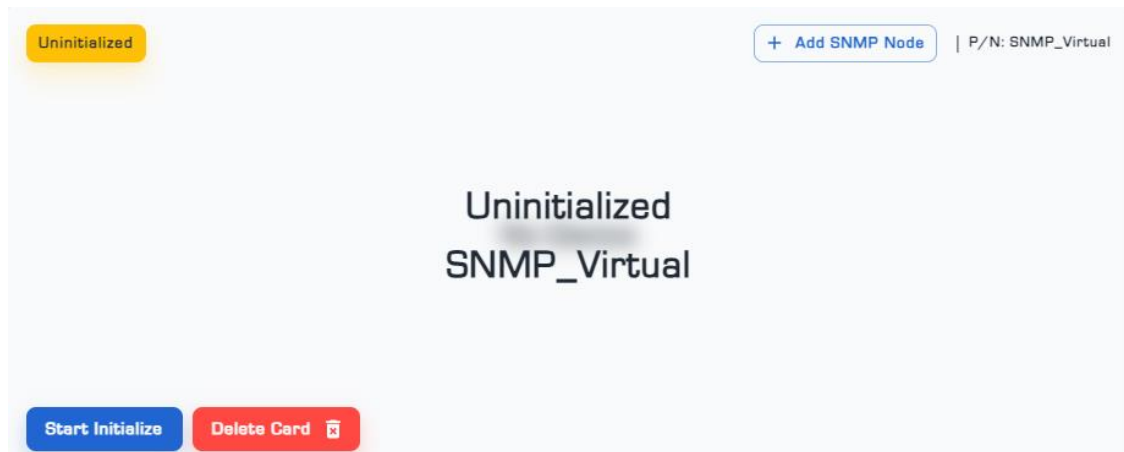 Uninitialized
+ Add SNMP Node | P/N: SNMP_Virtual
Uninitialized
SNMP_Virtual
Start Initialize
Delete Card